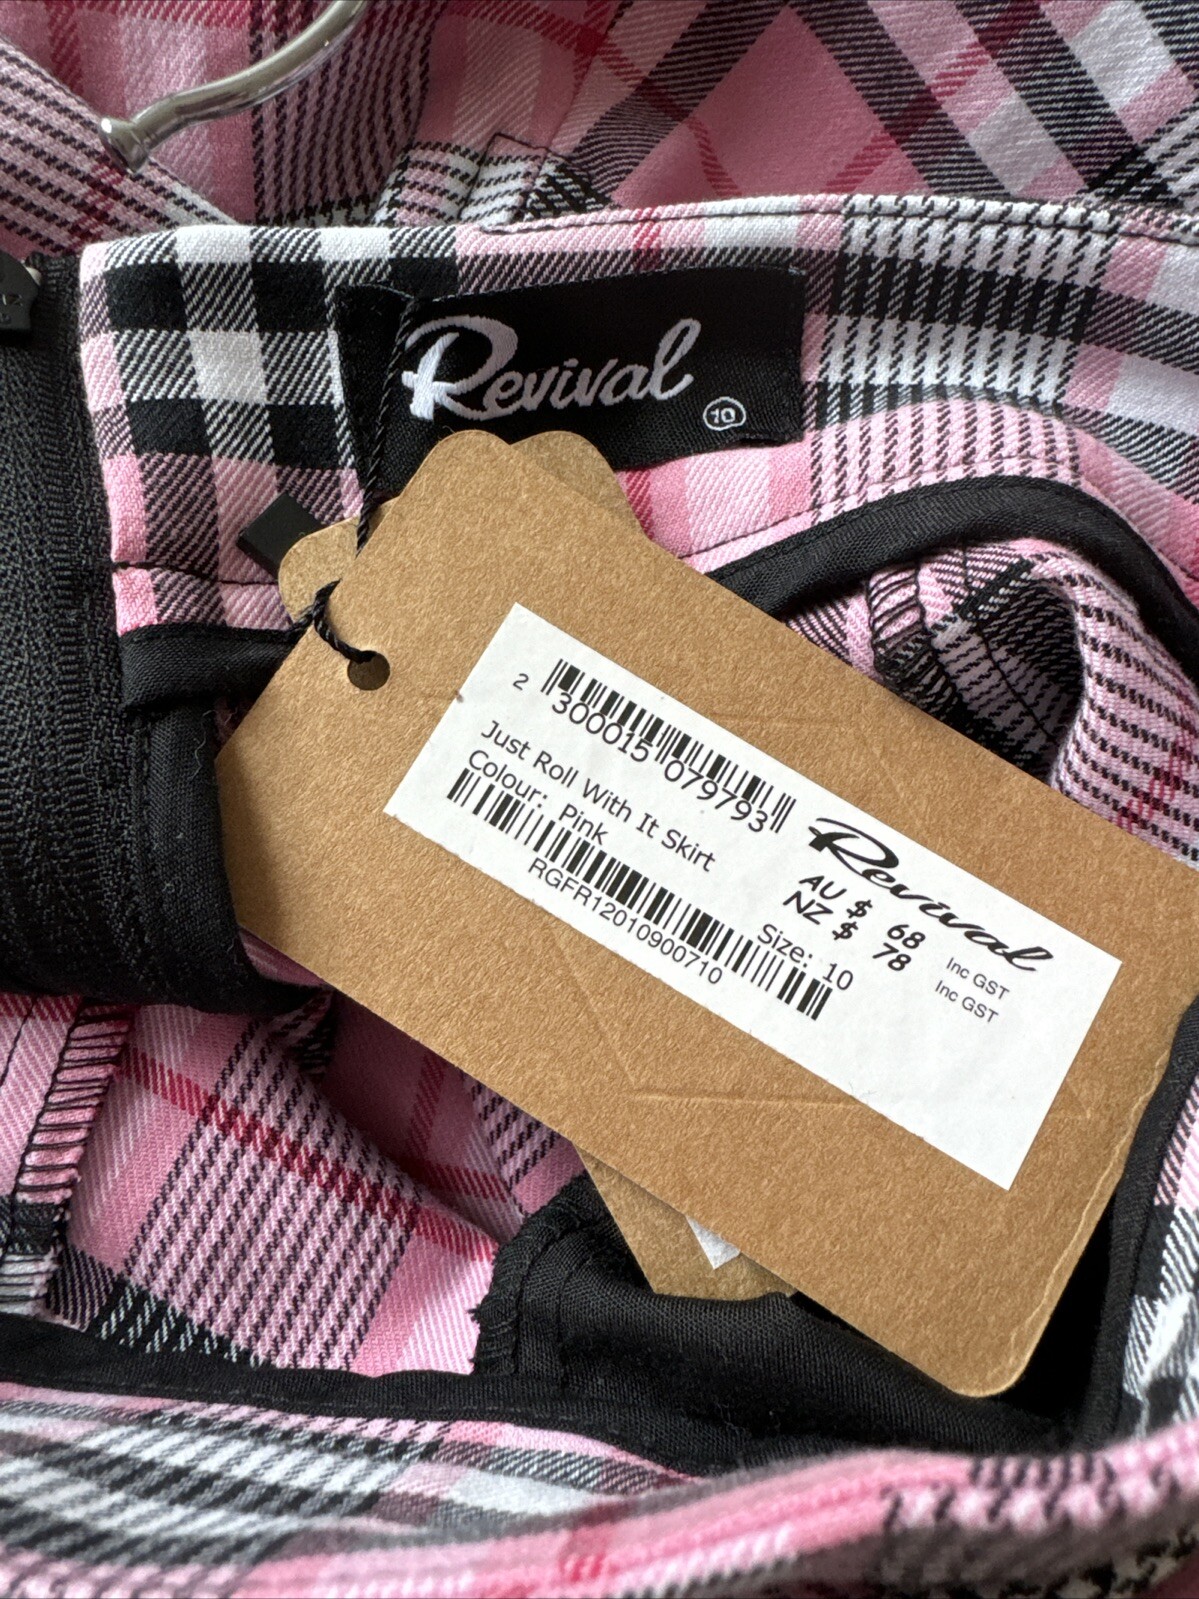 Revival
10
2 300015 079793
Just Roll With It Skirt
Colour: Pink
Size: 10
RGFR12010900710
Revival
AU $ 68 Inc GST
NZ $ 78 Inc GST